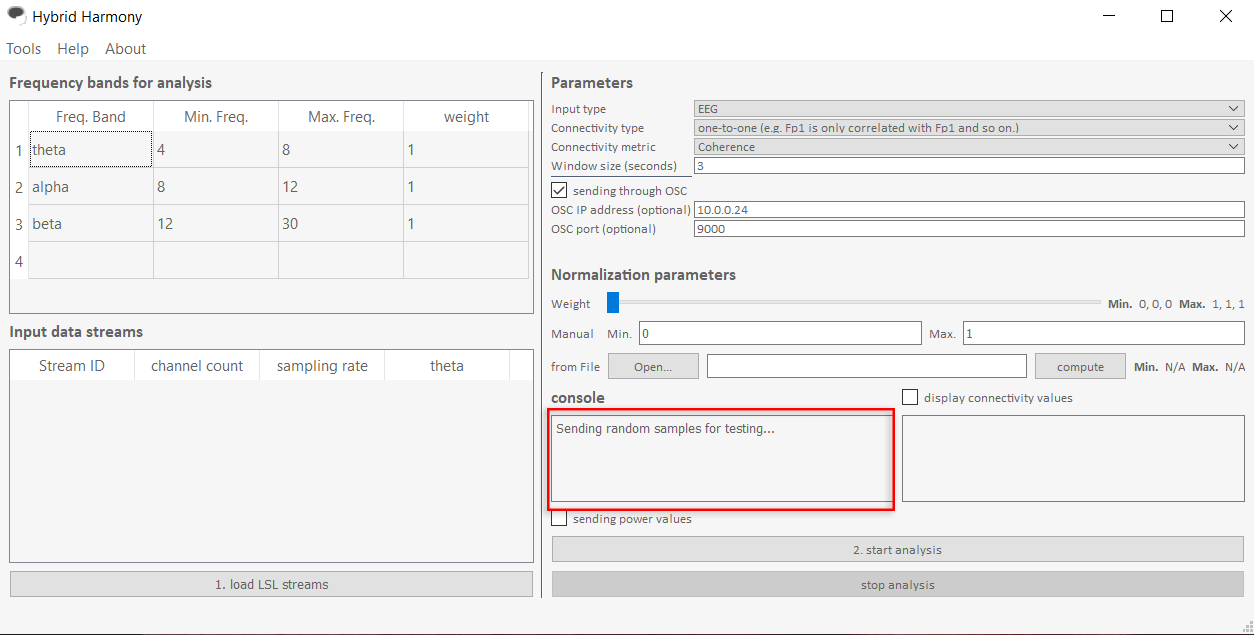 Hybrid Harmony
Tools Help About
Frequency bands for analysis
Freq. Band Min. Freq. Max. Freq. weight
1 theta 4 8 1
2 alpha 8 12 1
3 beta 12 30 1
4
Input data streams
Stream ID channel count sampling rate theta
1. load LSL streams
Parameters
Input type EEG
Connectivity type one-to-one (e.g. Fp1 is only correlated with Fp1 and so on.)
Connectivity metric Coherence
Window size (seconds) 3
sending through OSC
OSC IP address (optional) 10.0.0.24
OSC port (optional) 9000
Normalization parameters
Weight Min. 0, 0, 0 Max. 1, 1, 1
Manual Min. 0 Max. 1
from File Open... compute Min. N/A Max. N/A
console display connectivity values
Sending random samples for testing...
sending power values
2. start analysis
stop analysis